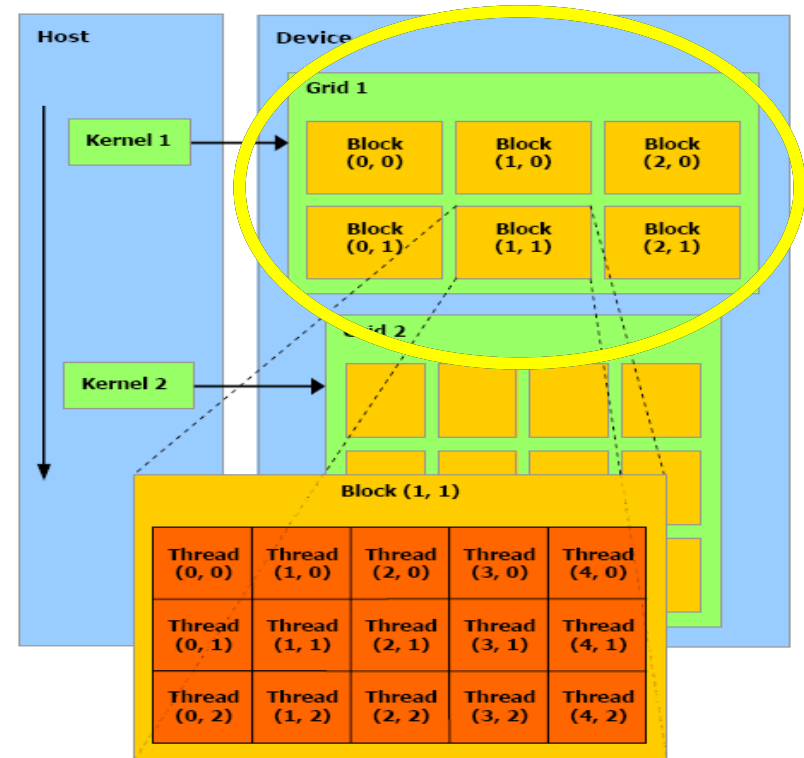 Host
Device
Grid 1
Kernel 1
Block
(0, 0)
Block
(1, 0)
Block
(2, 0)
Block
(0, 1)
Block
(1, 1)
Block
(2, 1)
Grid 2
Kernel 2
Block (1, 1)
Thread
(0, 0)
Thread
(1, 0)
Thread
(2, 0)
Thread
(3, 0)
Thread
(4, 0)
Thread
(0, 1)
Thread
(1, 1)
Thread
(2, 1)
Thread
(3, 1)
Thread
(4, 1)
Thread
(0, 2)
Thread
(1, 2)
Thread
(2, 2)
Thread
(3, 2)
Thread
(4, 2)